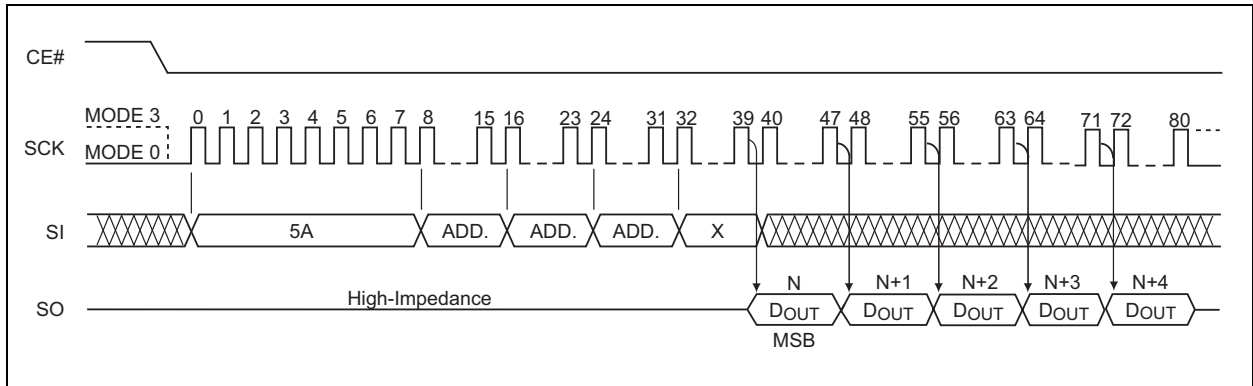 CE#
MODE 3
0 1 2 3 4 5 6 7 8 15 16 23 24 31 32 39 40 47 48 55 56 63 64 71 72 80
SCK
MODE 0
SI
5A ADD. ADD. ADD. X
N N+1 N+2 N+3 N+4
High-Impedance
SO
DOUT DOUT DOUT DOUT DOUT
MSB